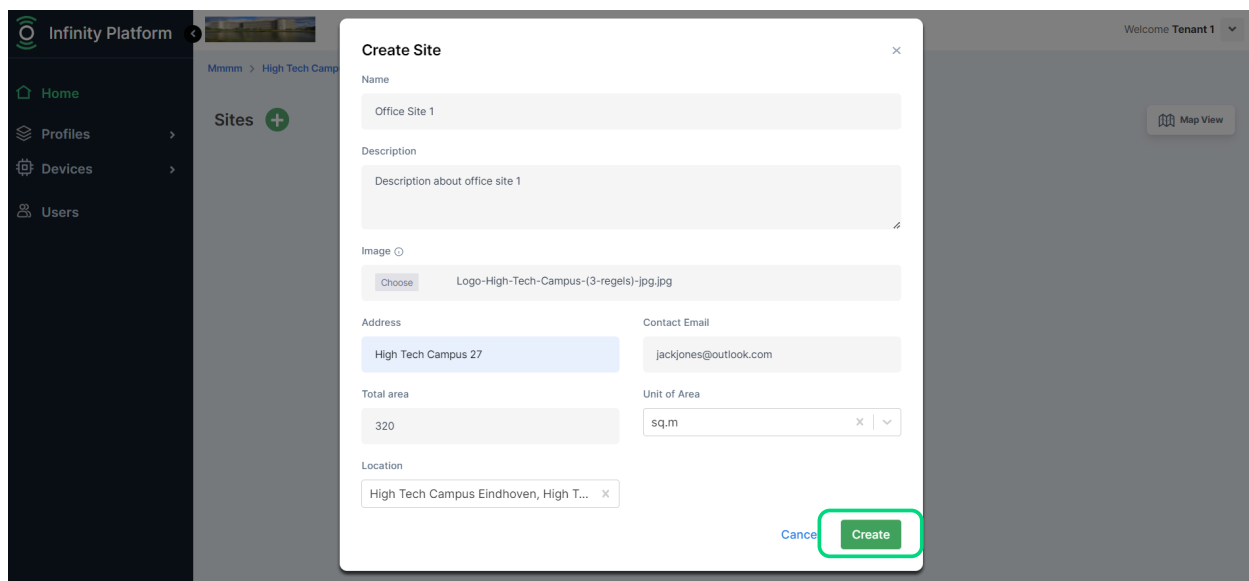 Infinity Platform
Welcome Tenant 1
Mmmm > High Tech Camp
Home
Profiles
Devices
Users
Sites
Map View
Create Site
Name
Office Site 1
Description
Description about office site 1
Image
Choose
Logo-High-Tech-Campus-(3-regels)-jpg.jpg
Address
Contact Email
High Tech Campus 27
jackjones@outlook.com
Total area
Unit of Area
320
sq.m
Location
High Tech Campus Eindhoven, High T...
Cance
Create